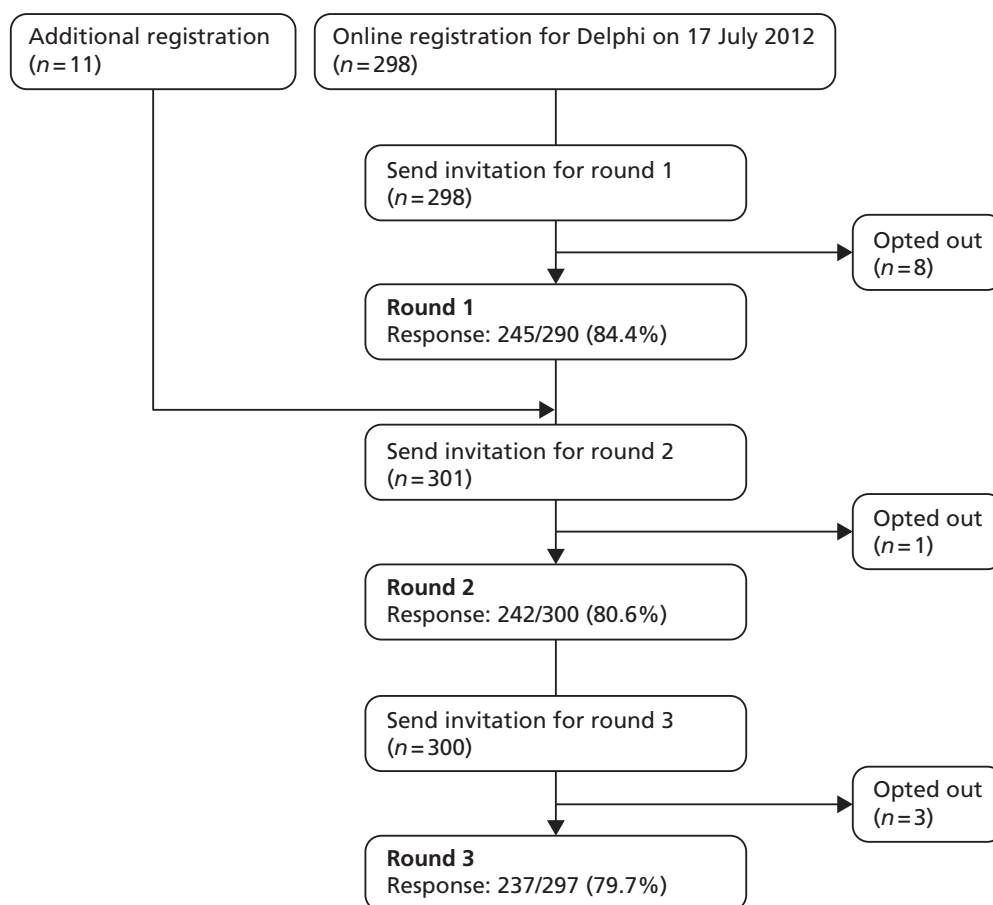 Additional registration
(n=11)
Online registration for Delphi on 17 July 2012
(n=298)
Send invitation for round 1
(n=298)
Opted out
(n=8)
Round 1
Response: 245/290 (84.4%)
Send invitation for round 2
(n=301)
Opted out
(n=1)
Round 2
Response: 242/300 (80.6%)
Send invitation for round 3
(n=300)
Opted out
(n=3)
Round 3
Response: 237/297 (79.7%)